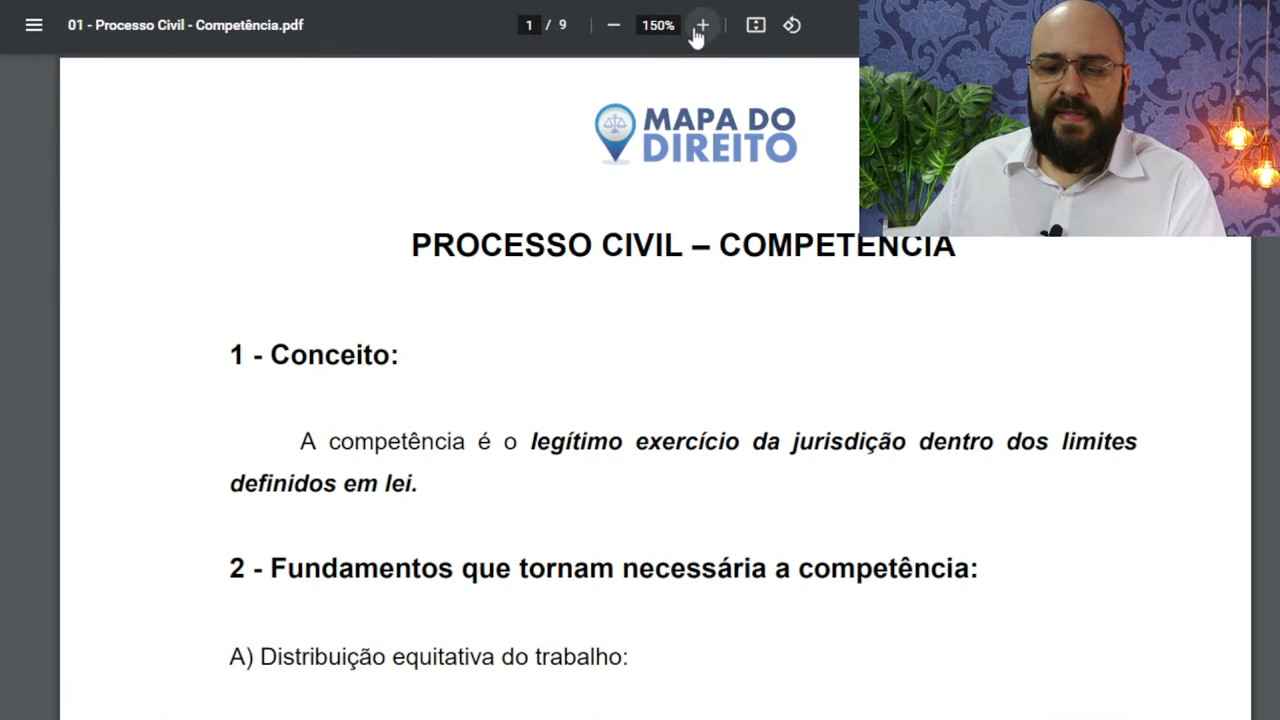 01 - Processo Civil - Competência.pdf
1 / 9
150%
MAPA DO
DIREITO
PROCESSO CIVIL – COMPETÊNCIA
1 - Conceito:
A competência é o legítimo exercício da jurisdição dentro dos limites
definidos em lei.
2 - Fundamentos que tornam necessária a competência:
A) Distribuição equitativa do trabalho: